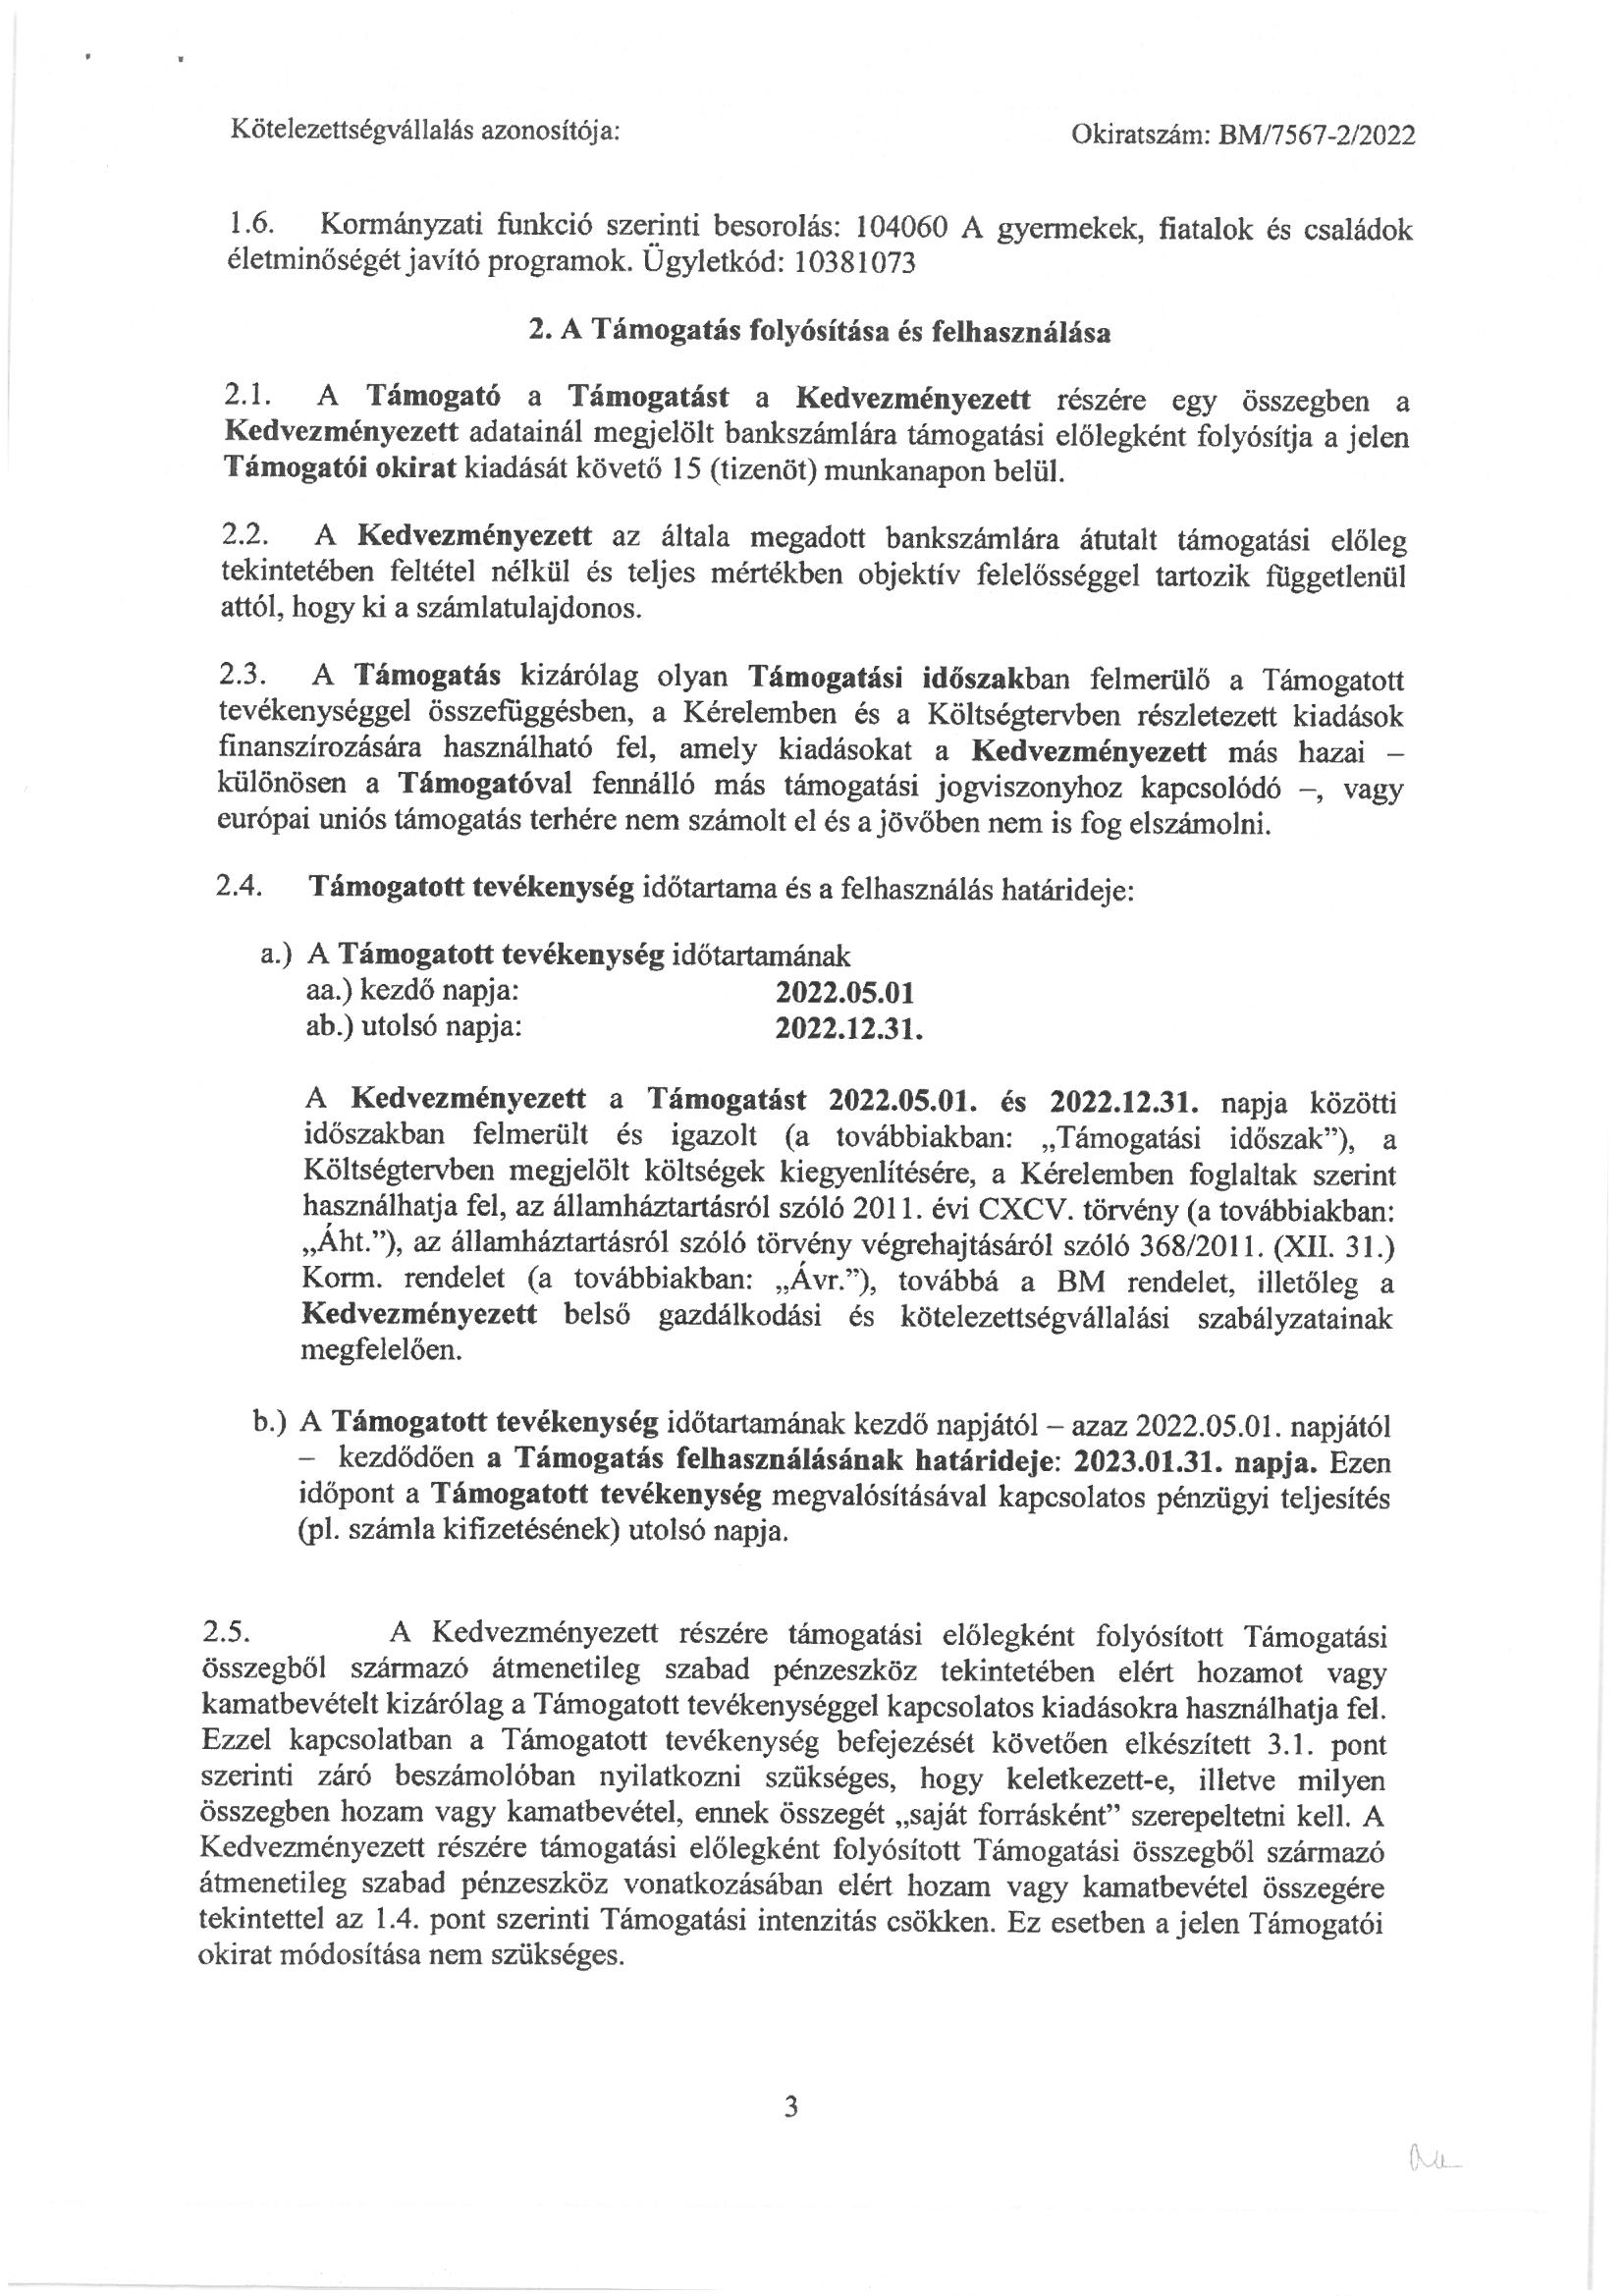 Kötelezettségvállalás azonosítója:
Okiratszám: BM/7567-2/2022
1.6. Kormányzati funkció szerinti besorolás: 104060 A gyermekek, fiatalok és családok
életminőségét javító programok. Ügyletkód: 10381073
2. A Támogatás folyósítása és felhasználása
2.1. A Támogató a Támogatást a Kedvezményezett részére egy összegben a
Kedvezményezett adatainál megjelölt bankszámlára támogatási előlegként folyósítja a jelen
Támogatói okirat kiadását követő 15 (tizenöt) munkanapon belül.
2.2. A Kedvezményezett az általa megadott bankszámlára átutalt támogatási előleg
tekintetében feltétel nélkül és teljes mértékben objektív felelősséggel tartozik függetlenül
attól, hogy ki a számlatulajdonos.
2.3. A Támogatás kizárólag olyan Támogatási időszakban felmerülő a Támogatott
tevékenységgel összefüggésben, a Kérelemben és a Költségtervben részletezett kiadások
finanszírozására használható fel, amely kiadásokat a Kedvezményezett más hazai –
különösen a Támogatóval fennálló más támogatási jogviszonyhoz kapcsolódó –, vagy
európai uniós támogatás terhére nem számolt el és a jövőben nem is fog elszámolni.
2.4. Támogatott tevékenység időtartama és a felhasználás határideje:
a.) A Támogatott tevékenység időtartamának
aa.) kezdő napja: 2022.05.01
ab.) utolsó napja: 2022.12.31.
A Kedvezményezett a Támogatást 2022.05.01. és 2022.12.31. napja közötti
időszakban felmerült és igazolt (a továbbiakban: „Támogatási időszak”), a
Költségtervben megjelölt költségek kiegyenlítésére, a Kérelemben foglaltak szerint
használhatja fel, az államháztartásról szóló 2011. évi CXCV. törvény (a továbbiakban:
„Áht.”), az államháztartásról szóló törvény végrehajtásáról szóló 368/2011. (XII. 31.)
Korm. rendelet (a továbbiakban: „Ávr.”), továbbá a BM rendelet, illetőleg a
Kedvezményezett belső gazdálkodási és kötelezettségvállalási szabályzatainak
megfelelően.
b.) A Támogatott tevékenység időtartamának kezdő napjától – azaz 2022.05.01. napjától
– kezdődően a Támogatás felhasználásának határideje: 2023.01.31. napja. Ezen
időpont a Támogatott tevékenység megvalósításával kapcsolatos pénzügyi teljesítés
(pl. számla kifizetésének) utolsó napja.
2.5. A Kedvezményezett részére támogatási előlegként folyósított Támogatási
összegből származó átmenetileg szabad pénzeszköz tekintetében elért hozamot vagy
kamatbevételt kizárólag a Támogatott tevékenységgel kapcsolatos kiadásokra használhatja fel.
Ezzel kapcsolatban a Támogatott tevékenység befejezését követően elkészített 3.1. pont
szerinti záró beszámolóban nyilatkozni szükséges, hogy keletkezett-e, illetve milyen
összegben hozam vagy kamatbevétel, ennek összegét „saját forrásként” szerepeltetni kell. A
Kedvezményezett részére támogatási előlegként folyósított Támogatási összegből származó
átmenetileg szabad pénzeszköz vonatkozásában elért hozam vagy kamatbevétel összegére
tekintettel az 1.4. pont szerinti Támogatási intenzitás csökken. Ez esetben a jelen Támogatói
okirat módosítása nem szükséges.
3